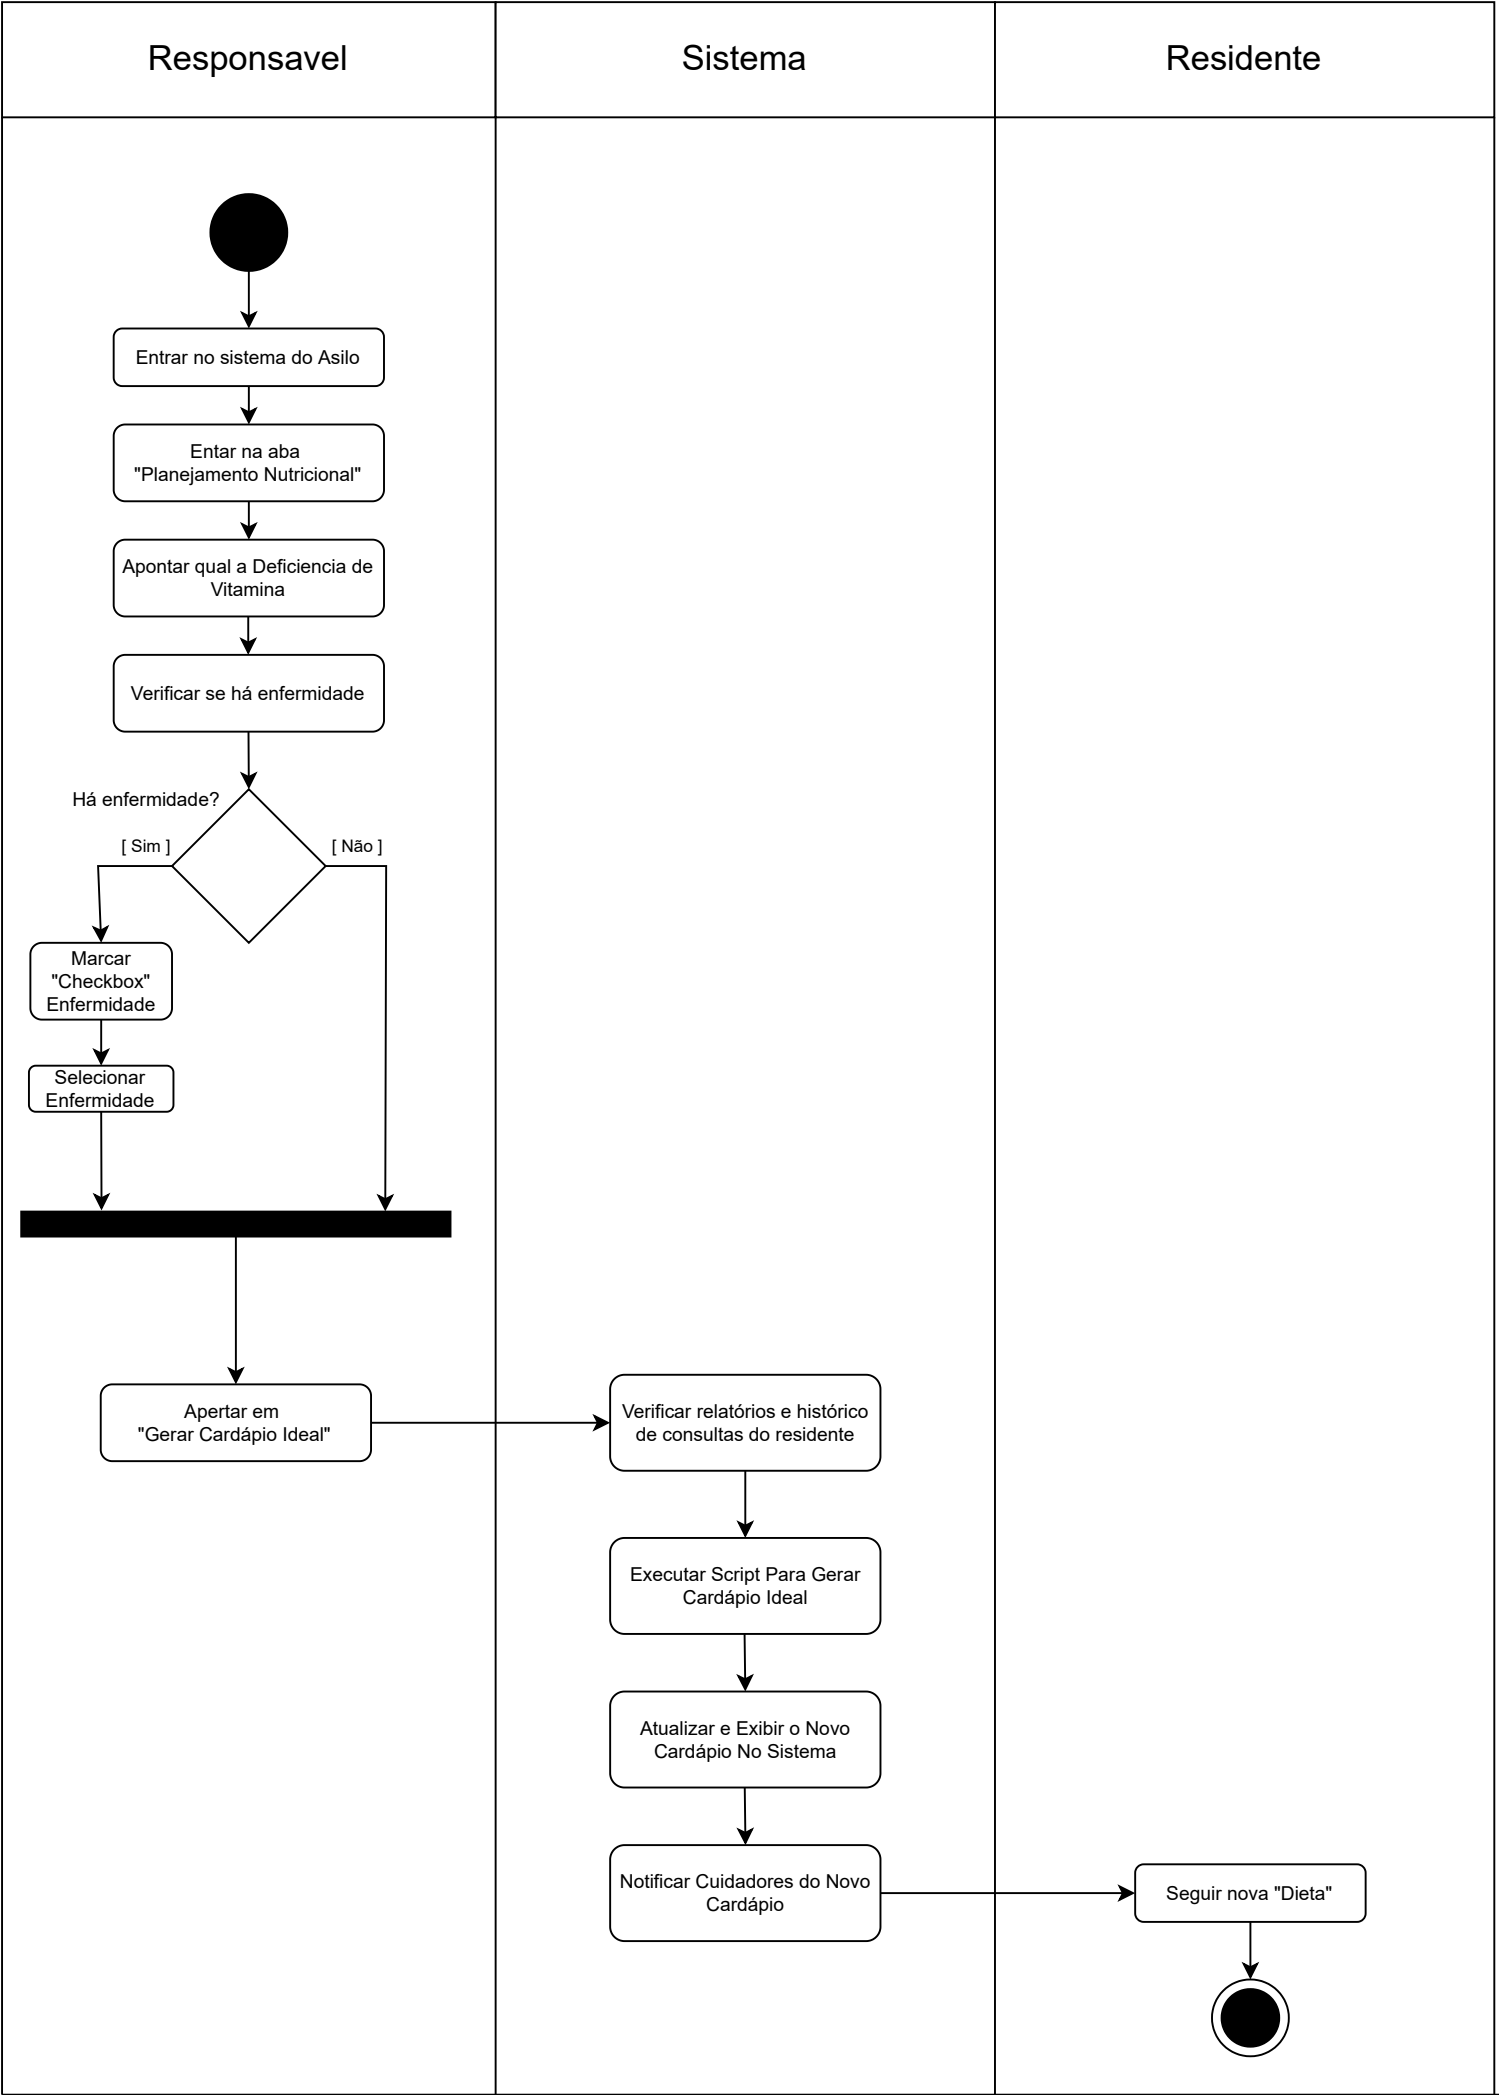 Responsavel
Sistema
Residente
Entrar no sistema do Asilo
Entar na aba
"Planejamento Nutricional"
Apontar qual a Deficiencia de
Vitamina
Verificar se há enfermidade
Há enfermidade?
[ Sim ]
[ Não ]
Marcar
"Checkbox"
Enfermidade
Selecionar
Enfermidade
Apertar em
"Gerar Cardápio Ideal"
Verificar relatórios e histórico
de consultas do residente
Executar Script Para Gerar
Cardápio Ideal
Atualizar e Exibir o Novo
Cardápio No Sistema
Notificar Cuidadores do Novo
Cardápio
Seguir nova "Dieta"